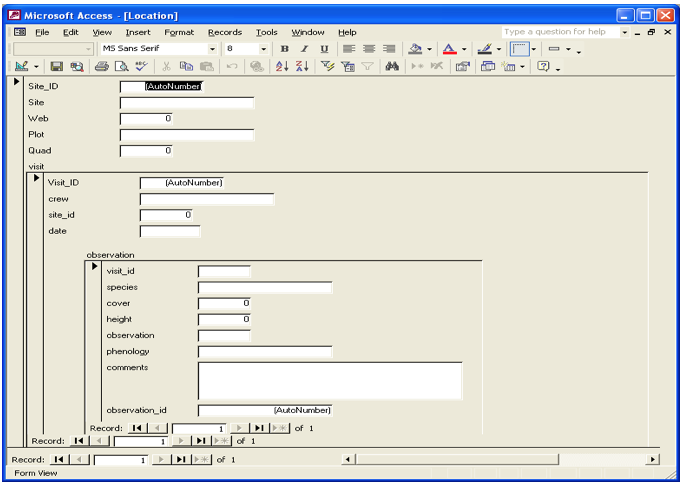 Microsoft Access - [Location]
File Edit View Insert Format Records Tools Window Help Type a question for help
MS Sans Serif 8 B I U
Site_ID (AutoNumber)
Site
Web 0
Plot
Quad 0
visit
Visit_ID (AutoNumber)
crew
site_id 0
date
observation
visit_id
species
cover 0
height 0
observation
phenology
comments
observation_id (AutoNumber)
Record: 1 of 1
Record: 1 of 1
Record: 1 of 1
Form View